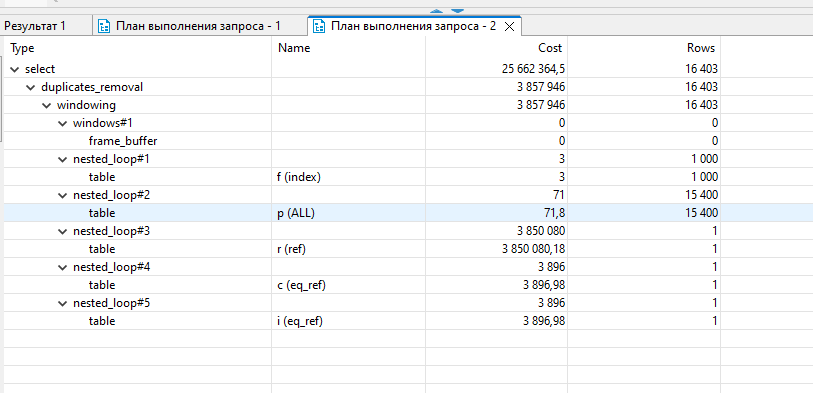 Результат 1 План выполнения запроса - 1 План выполнения запроса - 2
Type Name Cost Rows
select 25 662 364,5 16 403
duplicates_removal 3 857 946 16 403
windowing 3 857 946 16 403
windows#1 0 0
frame_buffer 0 0
nested_loop#1 3 1 000
table f (index) 3 1 000
nested_loop#2 71 15 400
table p (ALL) 71,8 15 400
nested_loop#3 3 850 080 1
table r (ref) 3 850 080,18 1
nested_loop#4 3 896 1
table c (eq_ref) 3 896,98 1
nested_loop#5 3 896 1
table i (eq_ref) 3 896,98 1